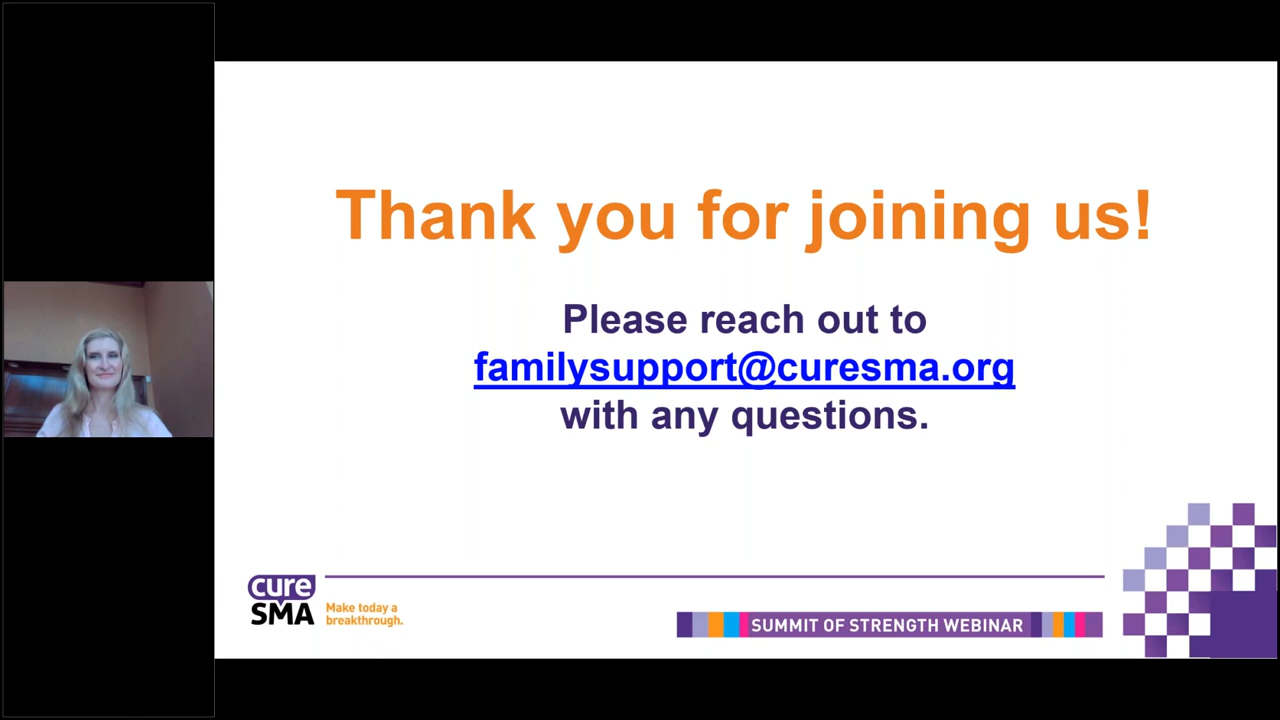 Thank you for joining us!
Please reach out to
familysupport@curesma.org
with any questions.
cure
SMA
Make today a
breakthrough.
SUMMIT OF STRENGTH WEBINAR